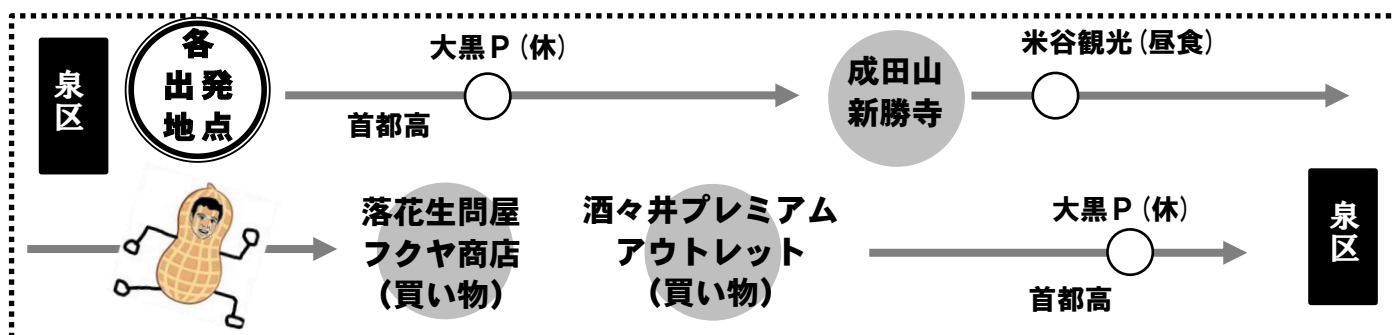 泉区
各
出発
地点
大黒P(休)
首都高
成田山
新勝寺
米谷観光(昼食)
落花生問屋
フクヤ商店
(買い物)
酒々井プレミアム
アウトレット
(買い物)
大黒P(休)
首都高
泉区